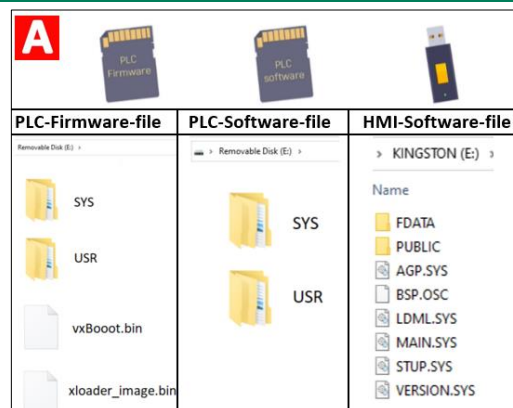 A
PLC
Firmware
PLC
software
PLC-Firmware-file
PLC-Software-file
HMI-Software-file
Removable Disk (E:) >
> Removable Disk (E:) >
> KINGSTON (E:) >
SYS
USR
vxBooot.bin
xloader_image.bin
SYS
USR
Name
FDATA
PUBLIC
AGP.SYS
BSP.OSC
LDML.SYS
MAIN.SYS
STUP.SYS
VERSION.SYS